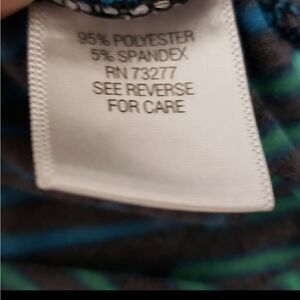 95% POLYESTER
5% SPANDEX
RN 73277
SEE REVERSE
FOR CARE